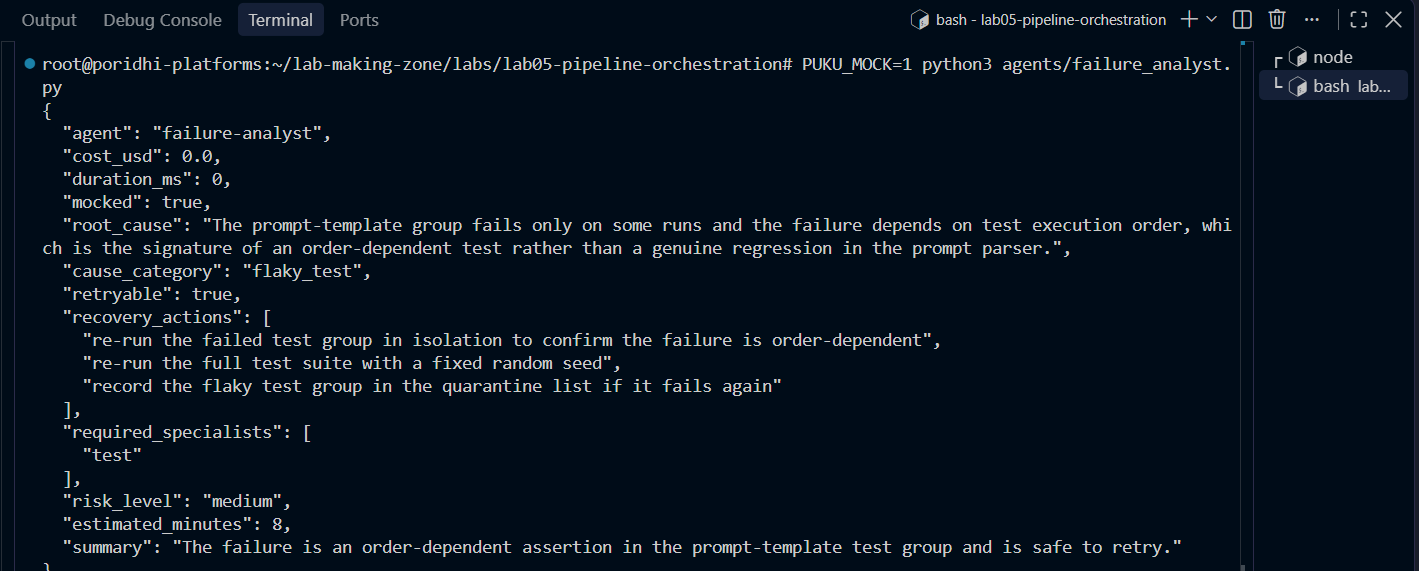 Output Debug Console Terminal Ports bash - lab05-pipeline-orchestration
root@poridhi-platforms:~/lab-making-zone/labs/lab05-pipeline-orchestration# PUKU_MOCK=1 python3 agents/failure_analyst.
py
{
  "agent": "failure-analyst",
  "cost_usd": 0.0,
  "duration_ms": 0,
  "mocked": true,
  "root_cause": "The prompt-template group fails only on some runs and the failure depends on test execution order, whi
ch is the signature of an order-dependent test rather than a genuine regression in the prompt parser.",
  "cause_category": "flaky_test",
  "retryable": true,
  "recovery_actions": [
    "re-run the failed test group in isolation to confirm the failure is order-dependent",
    "re-run the full test suite with a fixed random seed",
    "record the flaky test group in the quarantine list if it fails again"
  ],
  "required_specialists": [
    "test"
  ],
  "risk_level": "medium",
  "estimated_minutes": 8,
  "summary": "The failure is an order-dependent assertion in the prompt-template test group and is safe to retry."
}
node
bash lab...